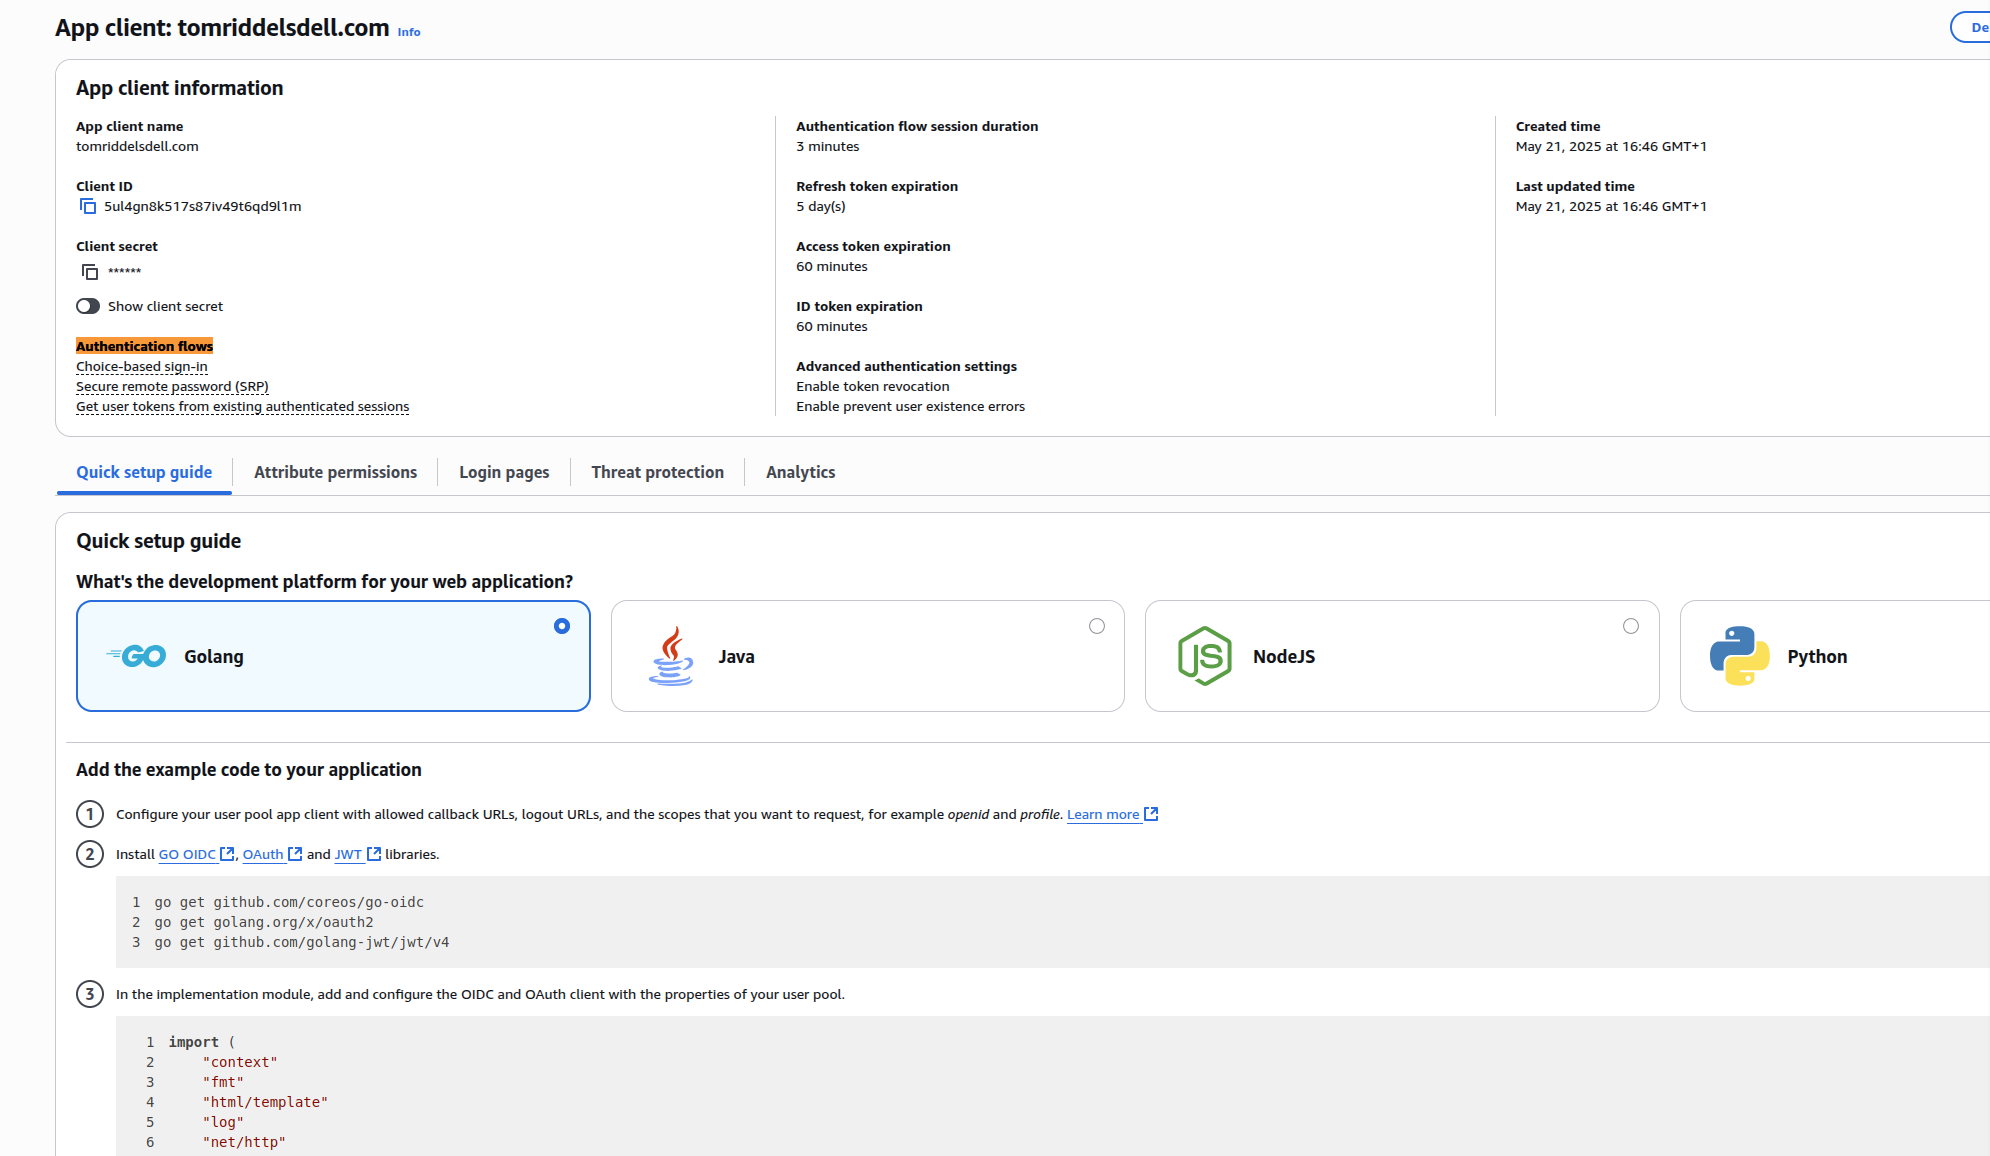 App client: tomriddelsdell.com Info
De
App client information
App client name
tomriddelsdell.com
Client ID
5ul4gn8k517s87iv49t6qd9l1m
Client secret
******
Show client secret
Authentication flows
Choice-based sign-in
Secure remote password (SRP)
Get user tokens from existing authenticated sessions
Authentication flow session duration
3 minutes
Refresh token expiration
5 day(s)
Access token expiration
60 minutes
ID token expiration
60 minutes
Advanced authentication settings
Enable token revocation
Enable prevent user existence errors
Created time
May 21, 2025 at 16:46 GMT+1
Last updated time
May 21, 2025 at 16:46 GMT+1
Quick setup guide
Attribute permissions
Login pages
Threat protection
Analytics
Quick setup guide
What's the development platform for your web application?
GO
Golang
Java
JS
NodeJS
Python
Add the example code to your application
1 Configure your user pool app client with allowed callback URLs, logout URLs, and the scopes that you want to request, for example openid and profile. Learn more
2 Install GO OIDC, OAuth and JWT libraries.
1 go get github.com/coreos/go-oidc
2 go get golang.org/x/oauth2
3 go get github.com/golang-jwt/jwt/v4
3 In the implementation module, add and configure the OIDC and OAuth client with the properties of your user pool.
1 import (
2 "context"
3 "fmt"
4 "html/template"
5 "log"
6 "net/http"